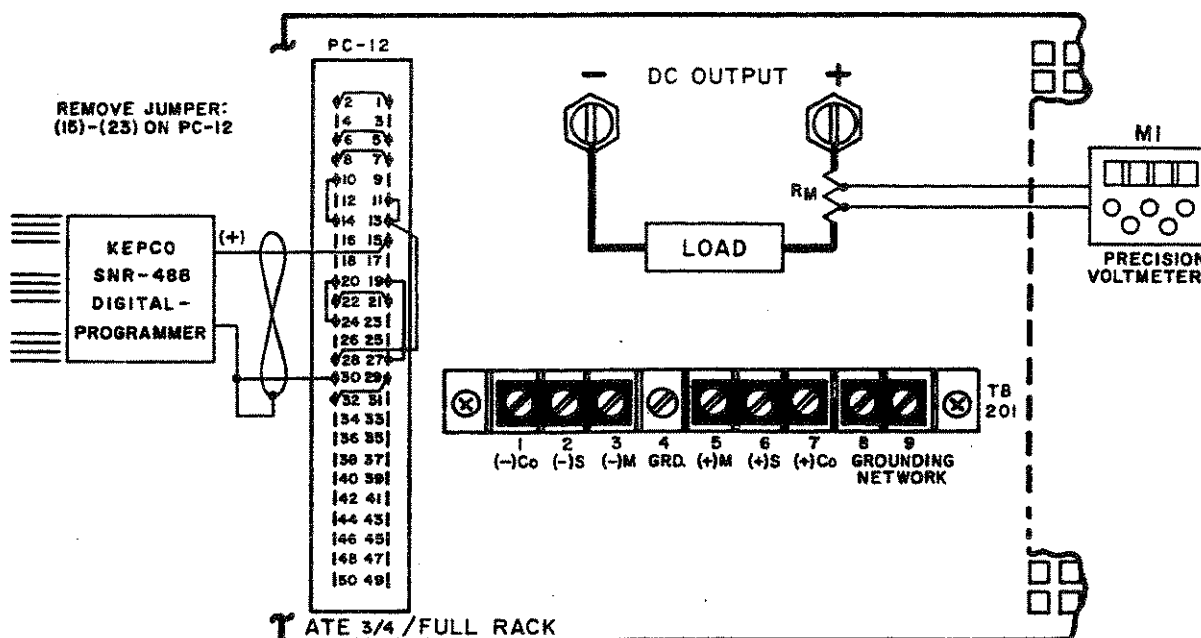 PC-12
REMOVE JUMPER:
(15)-(23) ON PC-12
2 1
4 3
6 5
8 7
10 9
12 11
14 13
16 15
18 17
20 19
22 21
24 23
26 25
28 27
30 29
32 31
34 33
36 35
38 37
40 39
42 41
44 43
46 45
48 47
50 49
(+)
KEPCO
SNR-488
DIGITAL-
PROGRAMMER
- DC OUTPUT +
RM
LOAD
M1
PRECISION
VOLTMETER
TB
201
1 2 3 4 5 6 7 8 9
(-)Co (-)S (-)M GRD. (+)M (+)S (+)Co GROUNDING
NETWORK
ATE 3/4 / FULL RACK